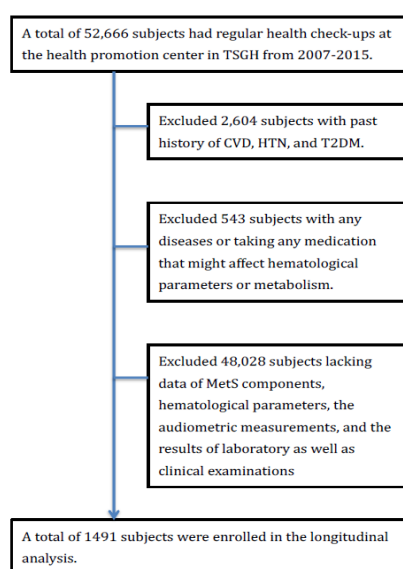 A total of 52,666 subjects had regular health check-ups at
the health promotion center in TSGH from 2007-2015.
Excluded 2,604 subjects with past
history of CVD, HTN, and T2DM.
Excluded 543 subjects with any
diseases or taking any medication
that might affect hematological
parameters or metabolism.
Excluded 48,028 subjects lacking
data of MetS components,
hematological parameters, the
audiometric measurements, and the
results of laboratory as well as
clinical examinations
A total of 1491 subjects were enrolled in the longitudinal
analysis.